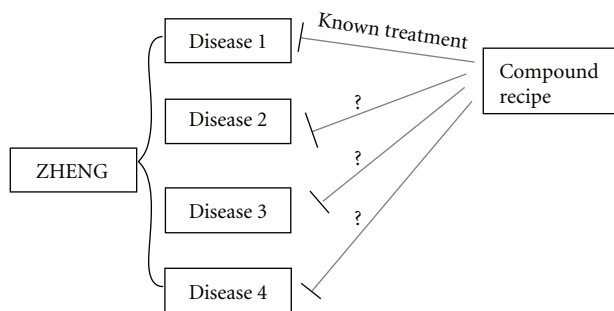 Known treatment
Disease 1
Compound
recipe
?
Disease 2
?
ZHENG
Disease 3
?
Disease 4